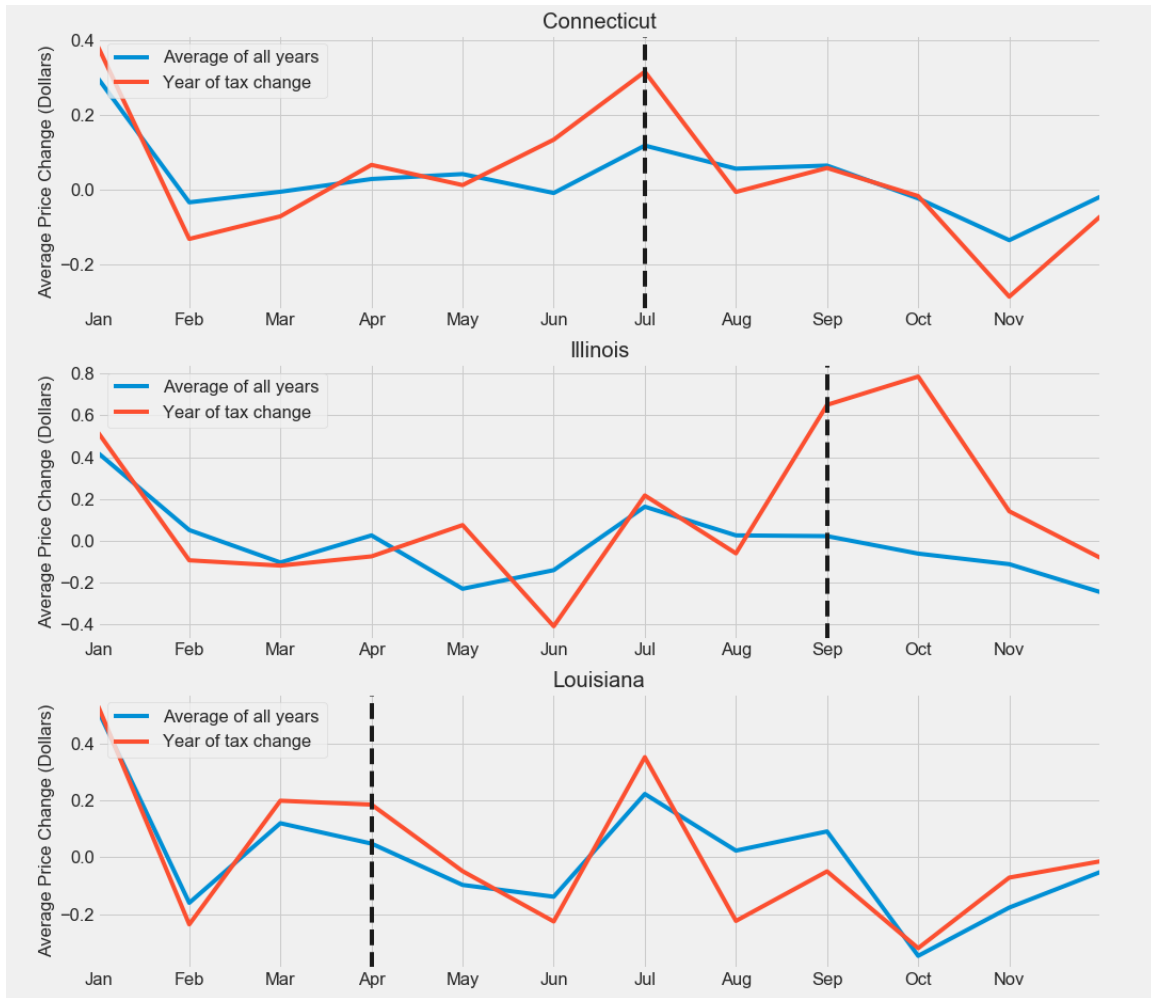 Connecticut
Average Price Change (Dollars)
Average of all years
Year of tax change
0.4
0.2
0.0
−0.2
Jan Feb Mar Apr May Jun Jul Aug Sep Oct Nov
Illinois
Average Price Change (Dollars)
Average of all years
Year of tax change
0.8
0.6
0.4
0.2
0.0
−0.2
−0.4
Jan Feb Mar Apr May Jun Jul Aug Sep Oct Nov
Louisiana
Average Price Change (Dollars)
Average of all years
Year of tax change
0.4
0.2
0.0
−0.2
Jan Feb Mar Apr May Jun Jul Aug Sep Oct Nov